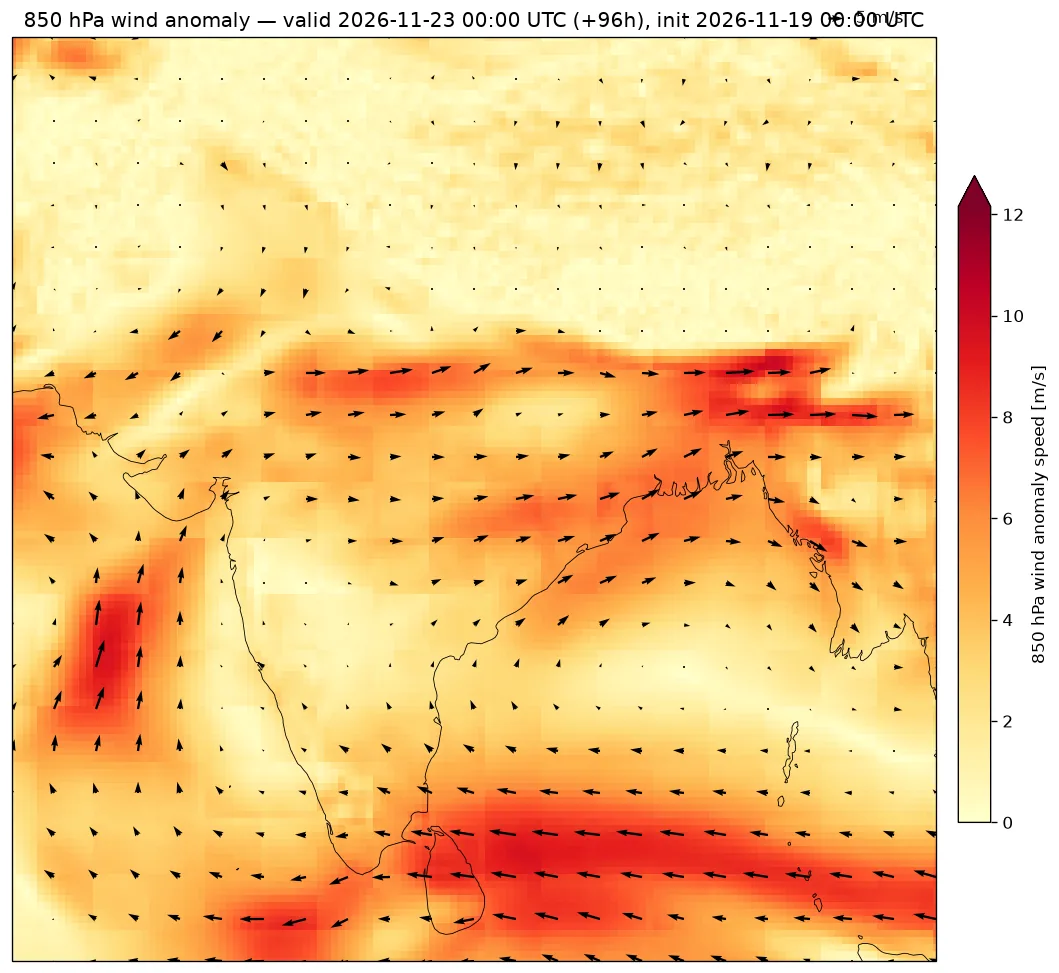 850 hPa wind anomaly — valid 2026-11-23 00:00 UTC (+96h), init 2026-11-19 00:00 UTC
5 m/s
12
10
8
6
4
2
0
850 hPa wind anomaly speed [m/s]